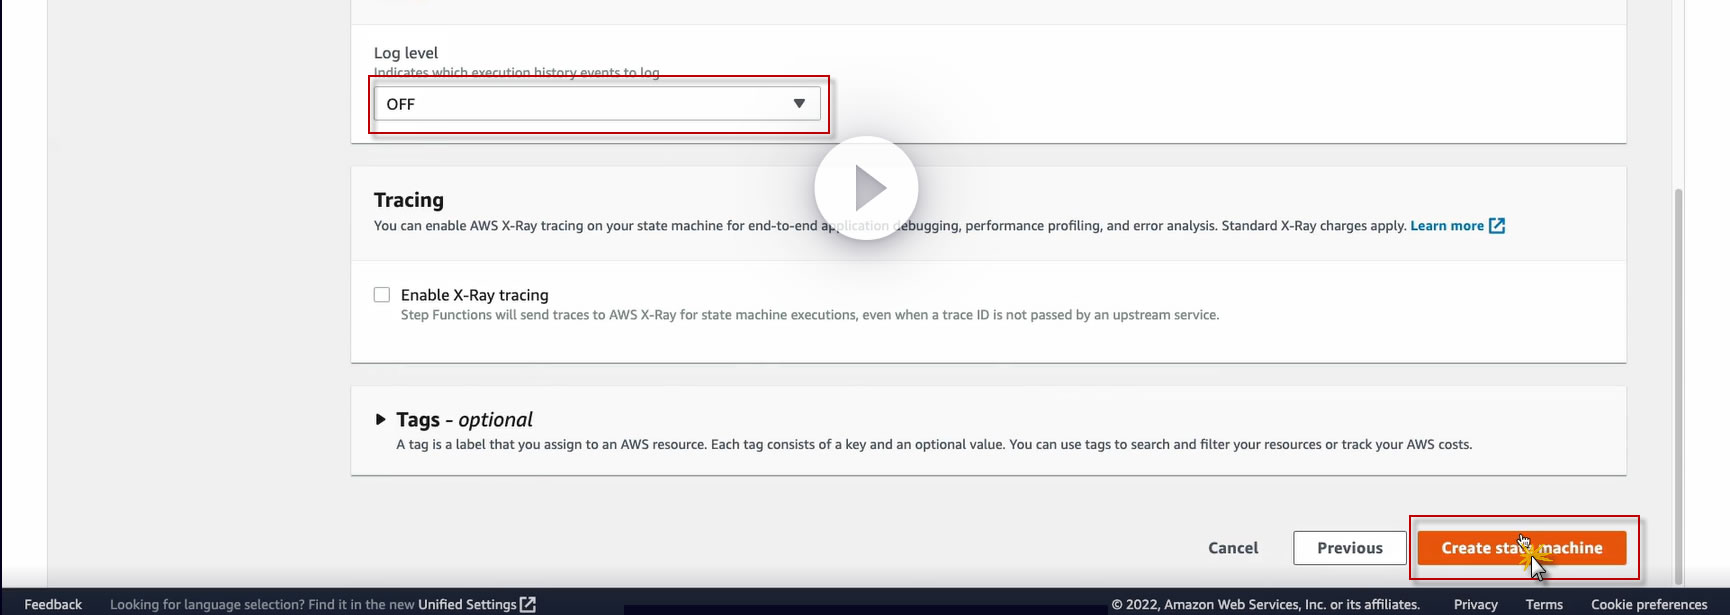 Log level
Indicates which execution history events to log
OFF
Tracing
You can enable AWS X-Ray tracing on your state machine for end-to-end application debugging, performance profiling, and error analysis. Standard X-Ray charges apply. Learn more
Enable X-Ray tracing
Step Functions will send traces to AWS X-Ray for state machine executions, even when a trace ID is not passed by an upstream service.
Tags - optional
A tag is a label that you assign to an AWS resource. Each tag consists of a key and an optional value. You can use tags to search and filter your resources or track your AWS costs.
Cancel Previous Create state machine
Feedback Looking for language selection? Find it in the new Unified Settings © 2022, Amazon Web Services, Inc. or its affiliates. Privacy Terms Cookie preferences